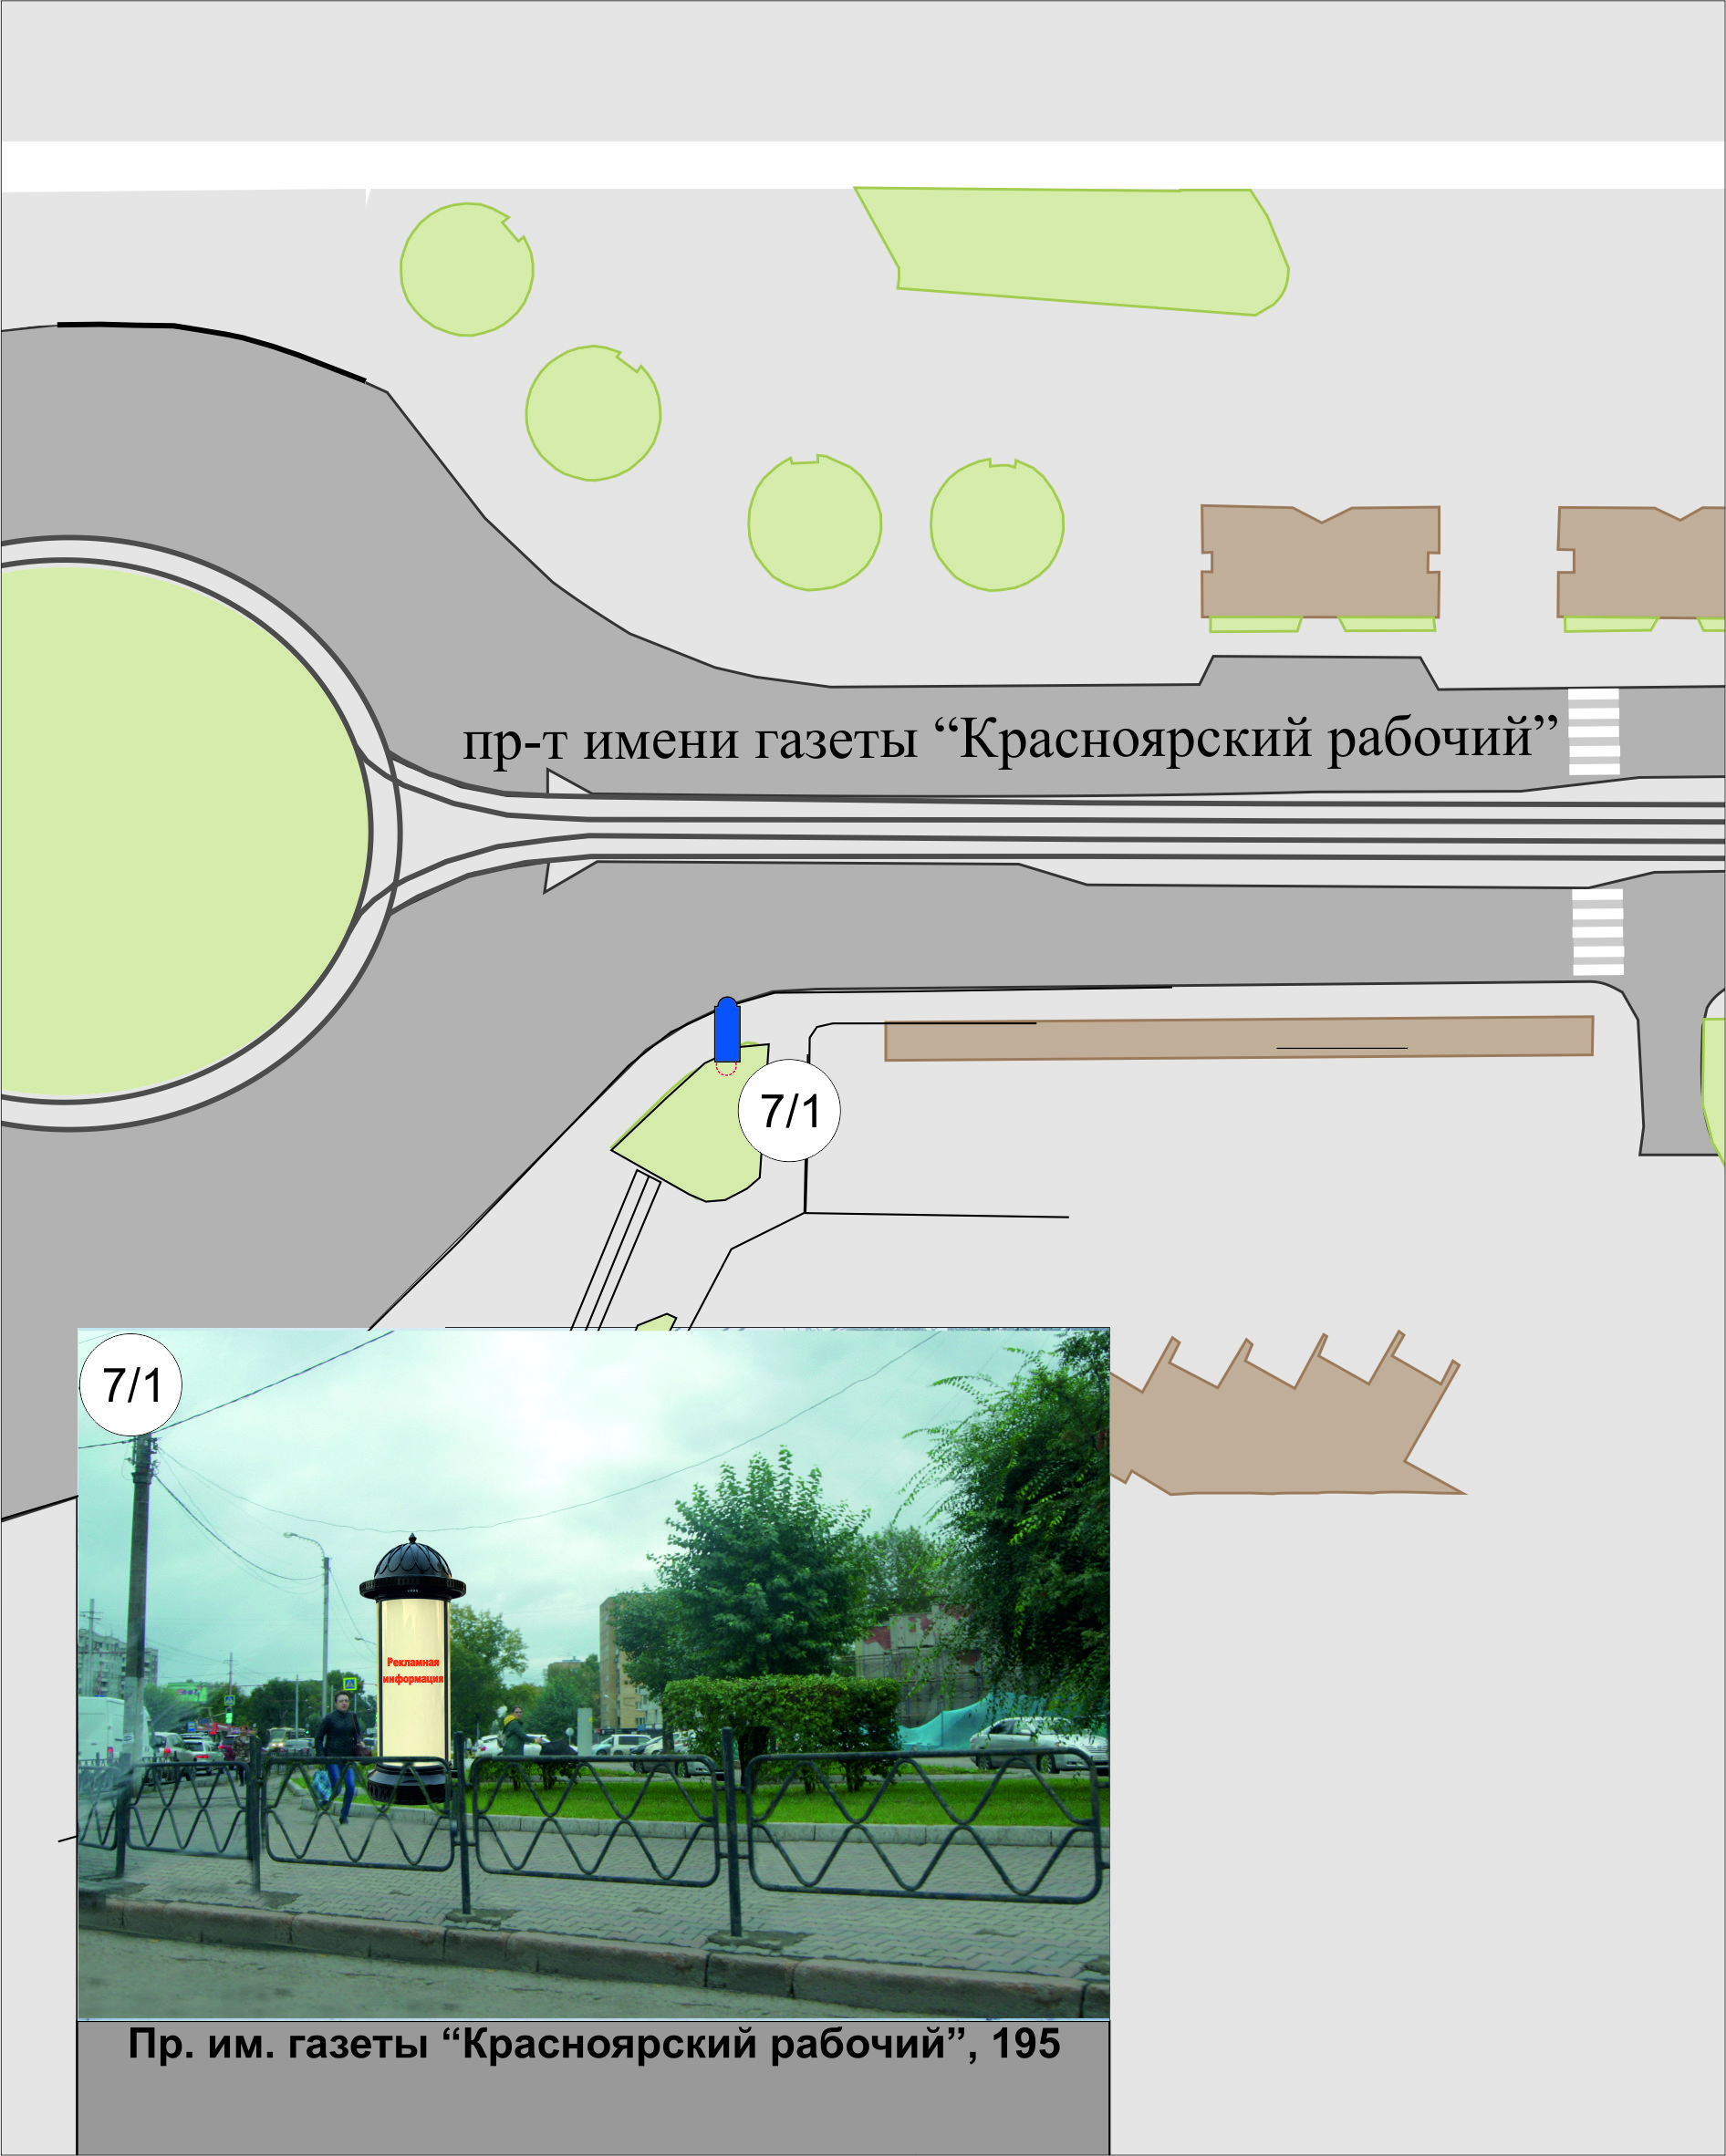 пр-т имени газеты “Красноярский рабочий”
7/1
7/1
Рекламная
информация
Пр. им. газеты “Красноярский рабочий”, 195